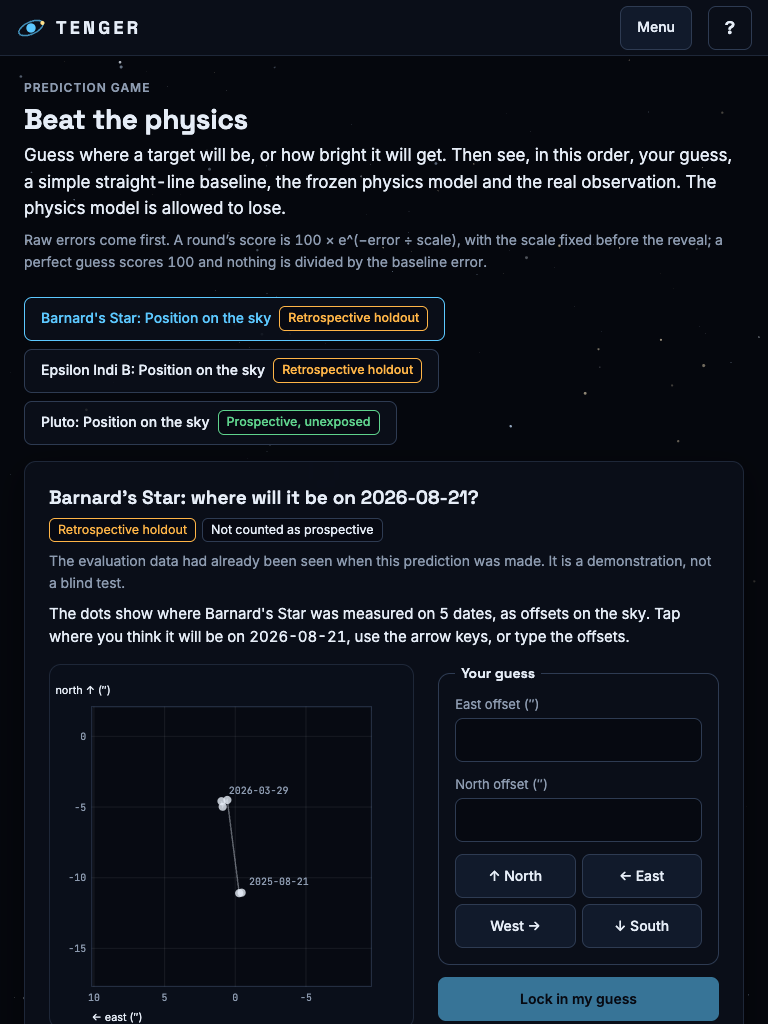 TENGER
Menu
?
PREDICTION GAME
Beat the physics
Guess where a target will be, or how bright it will get. Then see, in this order, your guess,
a simple straight-line baseline, the frozen physics model and the real observation. The
physics model is allowed to lose.
Raw errors come first. A round's score is 100 × e^(−error ÷ scale), with the scale fixed before the reveal; a
perfect guess scores 100 and nothing is divided by the baseline error.
Barnard's Star: Position on the sky Retrospective holdout
Epsilon Indi B: Position on the sky Retrospective holdout
Pluto: Position on the sky Prospective, unexposed
Barnard's Star: where will it be on 2026-08-21?
Retrospective holdout Not counted as prospective
The evaluation data had already been seen when this prediction was made. It is a demonstration, not
a blind test.
The dots show where Barnard's Star was measured on 5 dates, as offsets on the sky. Tap
where you think it will be on 2026-08-21, use the arrow keys, or type the offsets.
north ↑ (″)
0
-5
-10
-15
2026-03-29
2025-08-21
10 5 0 -5
← east (″)
Your guess
East offset (″)
North offset (″)
↑ North ← East
West → ↓ South
Lock in my guess